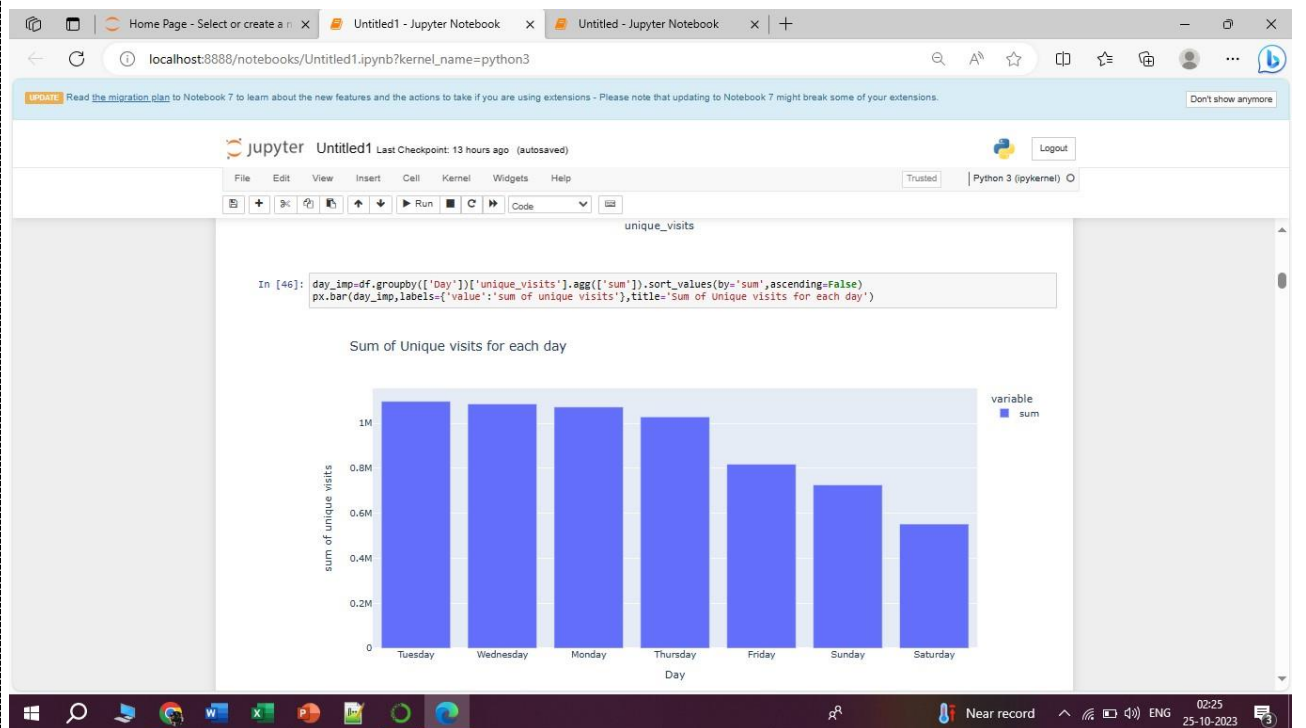 Home Page - Select or create a n
Untitled1 - Jupyter Notebook
Untitled - Jupyter Notebook
localhost:8888/notebooks/Untitled1.ipynb?kernel_name=python3
UPDATE Read the migration plan to Notebook 7 to learn about the new features and the actions to take if you are using extensions - Please note that updating to Notebook 7 might break some of your extensions.
Don't show anymore
jupyter Untitled1 Last Checkpoint: 13 hours ago (autosaved)
Logout
File Edit View Insert Cell Kernel Widgets Help
Trusted
Python 3 (ipykernel)
Run
Code
unique_visits
In [46]: day_imp=df.groupby(['Day'])['unique_visits'].agg(['sum']).sort_values(by='sum',ascending=False)
px.bar(day_imp,labels={'value':'sum of unique visits'},title='Sum of Unique visits for each day')
Sum of Unique visits for each day
variable
sum
1M
0.8M
0.6M
0.4M
0.2M
0
sum of unique visits
Tuesday Wednesday Monday Thursday Friday Sunday Saturday
Day
Near record
ENG
02:25
25-10-2023
3